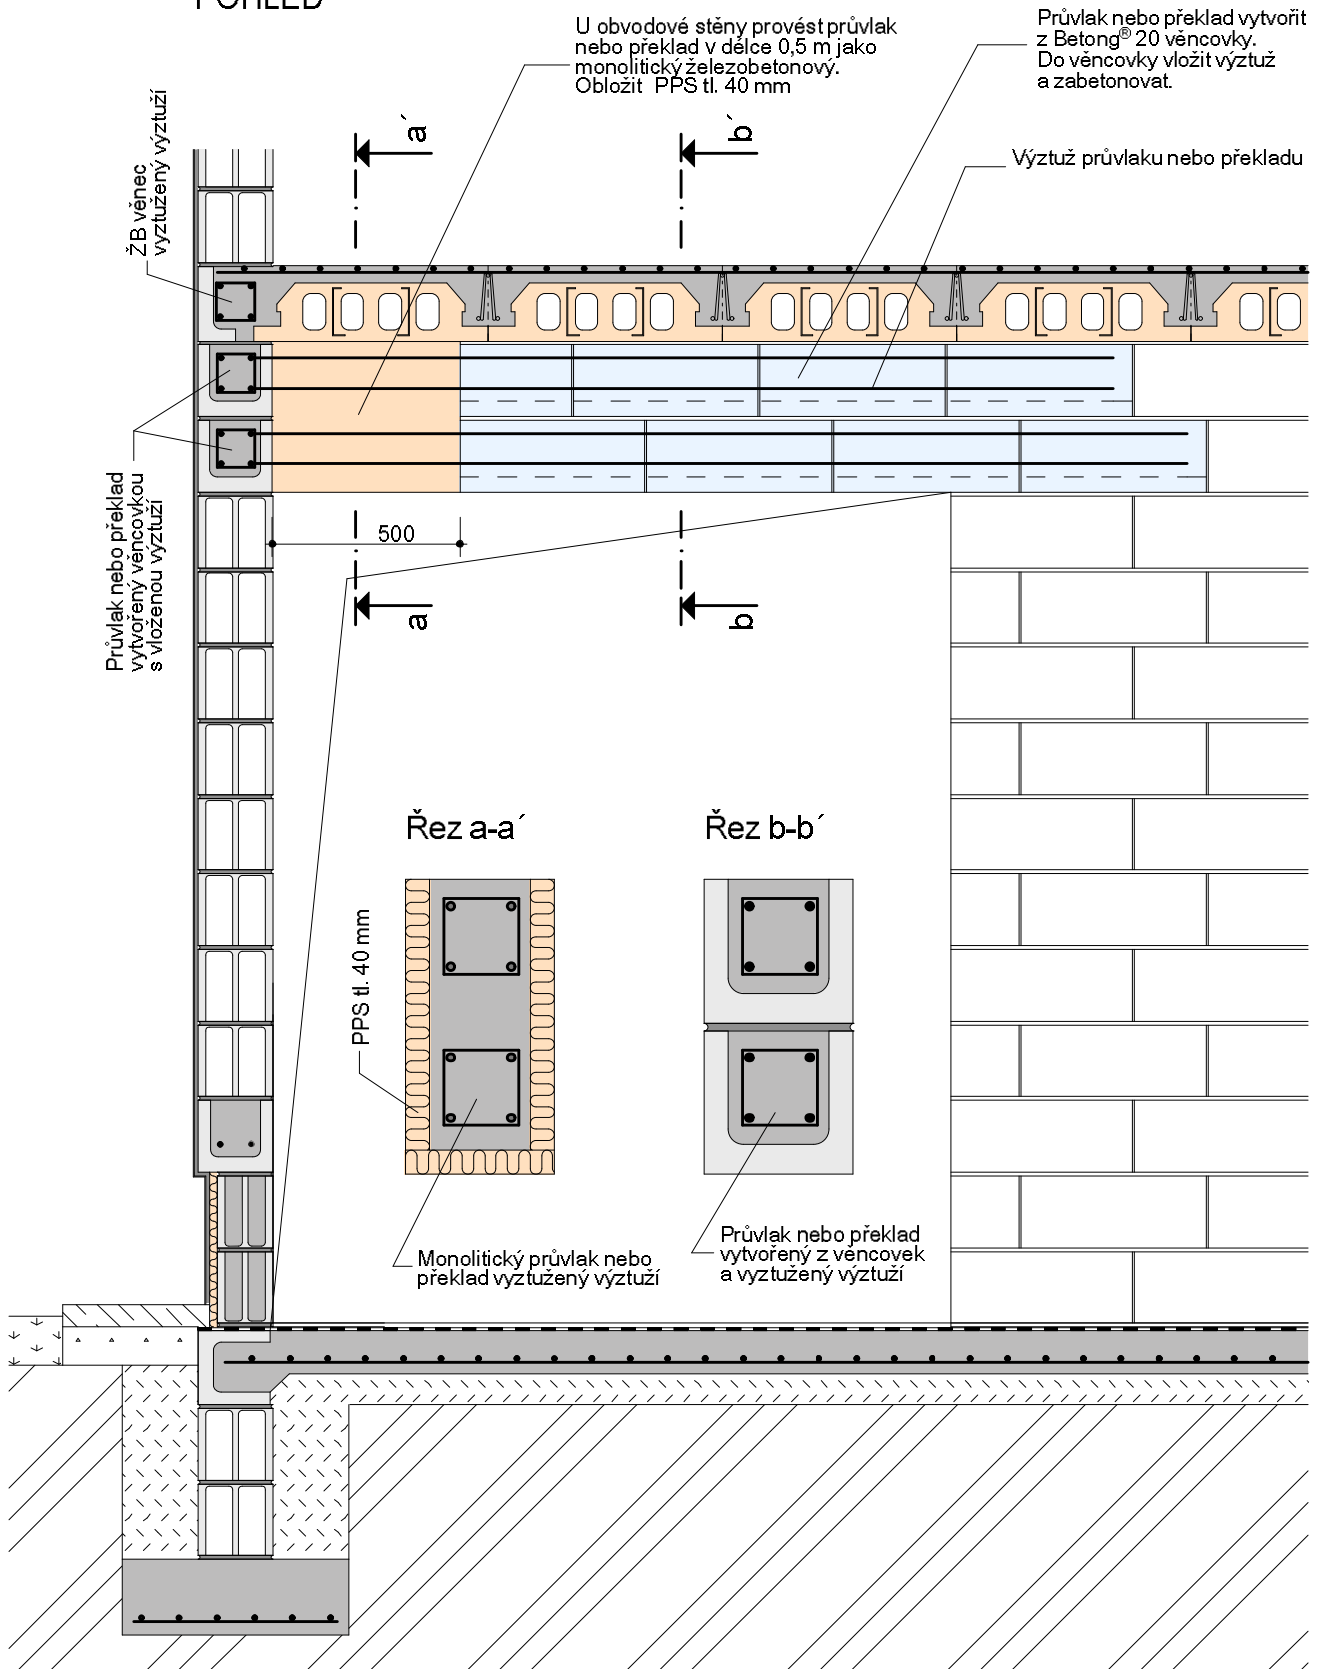 POHLED
U obvodové stěny provést průvlak
nebo překlad v délce 0,5 m jako
monolitický železobetonový.
Obložit PPS tl. 40 mm
Průvlak nebo překlad vytvořit
z Betong® 20 věncovky.
Do věncovky vložit výztuž
a zabetonovat.
Výztuž průvlaku nebo překladu
ŽB věnec
vyztužený výztuží
a´
b´
Průvlak nebo překlad
vytvořený věncovkou
s vloženou výztuží
500
a
b
Řez a-a´
Řez b-b´
PPS tl. 40 mm
Monolitický průvlak nebo
překlad vyztužený výztuží
Průvlak nebo překlad
vytvořený z věncovek
a vyztužený výztuží